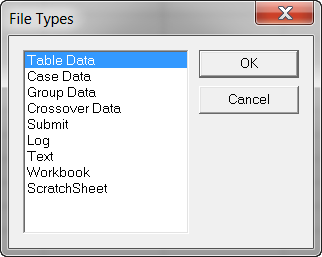 File Types
Table Data
Case Data
Group Data
Crossover Data
Submit
Log
Text
Workbook
ScratchSheet
OK
Cancel